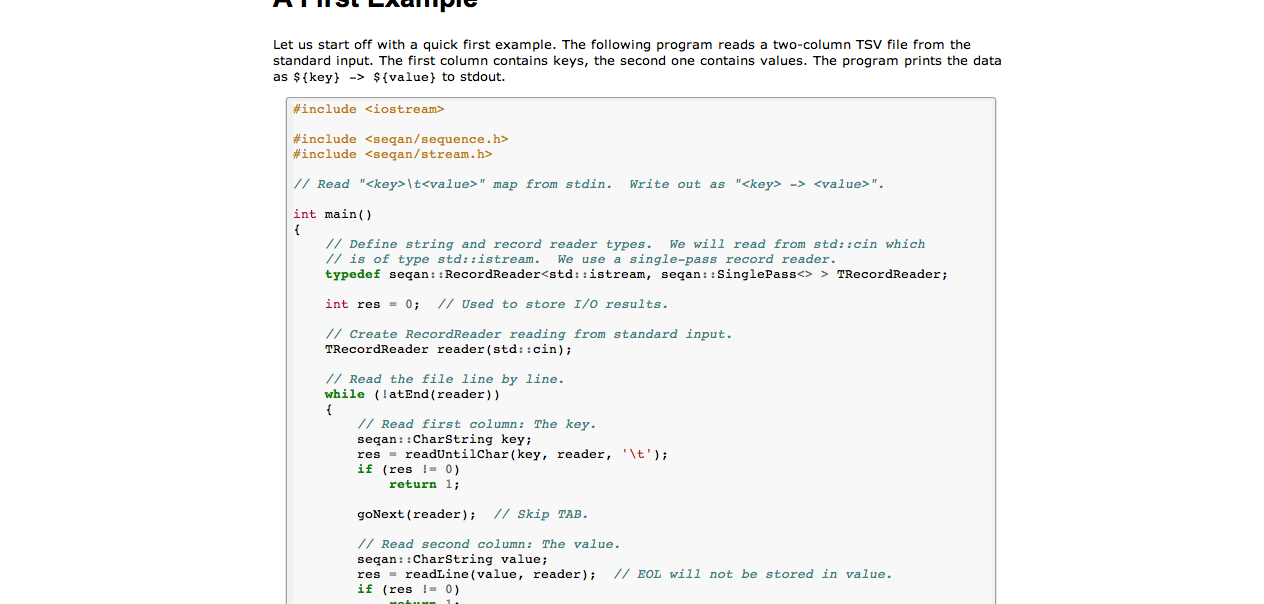 A First Example
Let us start off with a quick first example. The following program reads a two-column TSV file from the
standard input. The first column contains keys, the second one contains values. The program prints the data
as ${key} -> ${value} to stdout.
#include <iostream>
#include <seqan/sequence.h>
#include <seqan/stream.h>
// Read "<key>\t<value>" map from stdin.  Write out as "<key> -> <value>".
int main()
{
    // Define string and record reader types.  We will read from std::cin which
    // is of type std::istream.  We use a single-pass record reader.
    typedef seqan::RecordReader<std::istream, seqan::SinglePass<> > TRecordReader;
    int res = 0;  // Used to store I/O results.
    // Create RecordReader reading from standard input.
    TRecordReader reader(std::cin);
    // Read the file line by line.
    while (!atEnd(reader))
    {
        // Read first column: The key.
        seqan::CharString key;
        res = readUntilChar(key, reader, '\t');
        if (res != 0)
            return 1;
        goNext(reader);  // Skip TAB.
        // Read second column: The value.
        seqan::CharString value;
        res = readLine(value, reader);  // EOL will not be stored in value.
        if (res != 0)
            return 1;